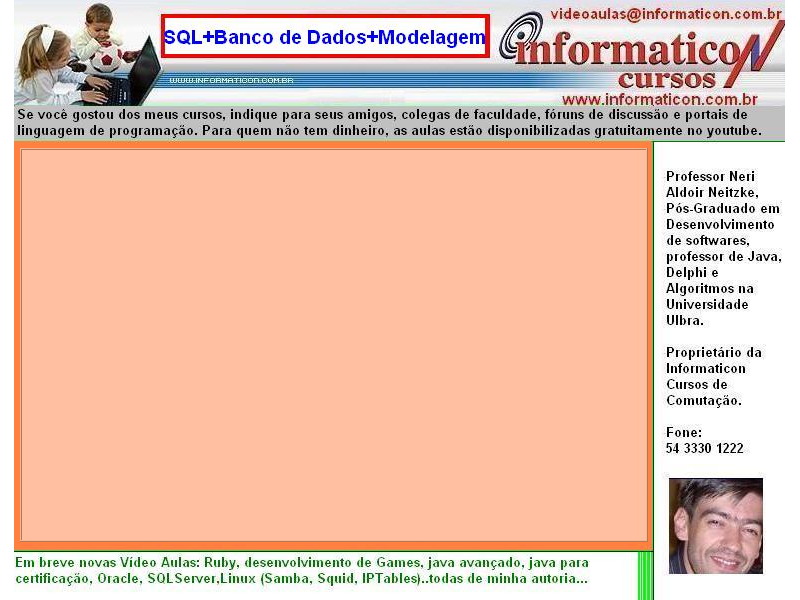 videoaulas@informaticon.com.br
SQL+Banco de Dados+Modelagem
informaticoN
cursos
WWW.INFORMATICON.COM.BR
www.informaticon.com.br
Se você gostou dos meus cursos, indique para seus amigos, colegas de faculdade, fóruns de discussão e portais de
linguagem de programação. Para quem não tem dinheiro, as aulas estão disponibilizadas gratuitamente no youtube.
Professor Neri
Aldoir Neitzke,
Pós-Graduado em
Desenvolvimento
de softwares,
professor de Java,
Delphi e
Algoritmos na
Universidade
Ulbra.
Proprietário da
Informaticon
Cursos de
Comutação.
Fone:
54 3330 1222
Em breve novas Vídeo Aulas: Ruby, desenvolvimento de Games, java avançado, java para
certificação, Oracle, SQLServer,Linux (Samba, Squid, IPTables)..todas de minha autoria...